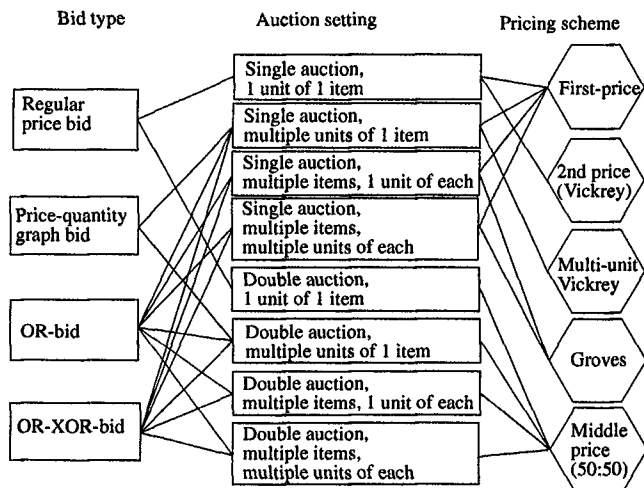 Bid type
Auction setting
Pricing scheme
Regular
price bid
Price-quantity
graph bid
OR-bid
OR-XOR-bid
Single auction,
1 unit of 1 item
Single auction,
multiple units of 1 item
Single auction,
multiple items, 1 unit of each
Single auction,
multiple items,
multiple units of each
Double auction,
1 unit of 1 item
Double auction,
multiple units of 1 item
Double auction,
multiple items, 1 unit of each
Double auction,
multiple items,
multiple units of each
First-price
2nd price
(Vickrey)
Multi-unit
Vickrey
Groves
Middle
price
(50:50)